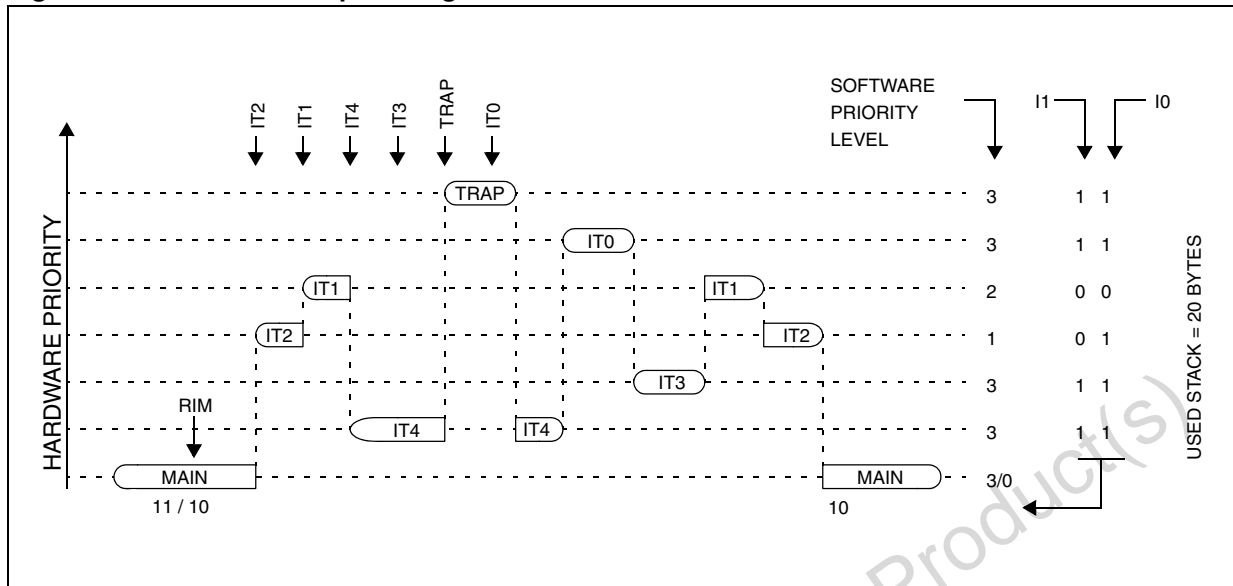 IT2
IT1
IT4
IT3
TRAP
IT0
SOFTWARE
PRIORITY
LEVEL
I1
I0
HARDWARE PRIORITY
TRAP
3
1 1
IT0
3
1 1
IT1
IT1
2
0 0
IT2
IT2
1
0 1
IT3
3
1 1
RIM
IT4
IT4
3
1 1
MAIN
MAIN
3/0
11 / 10
10
USED STACK = 20 BYTES
Product(s)